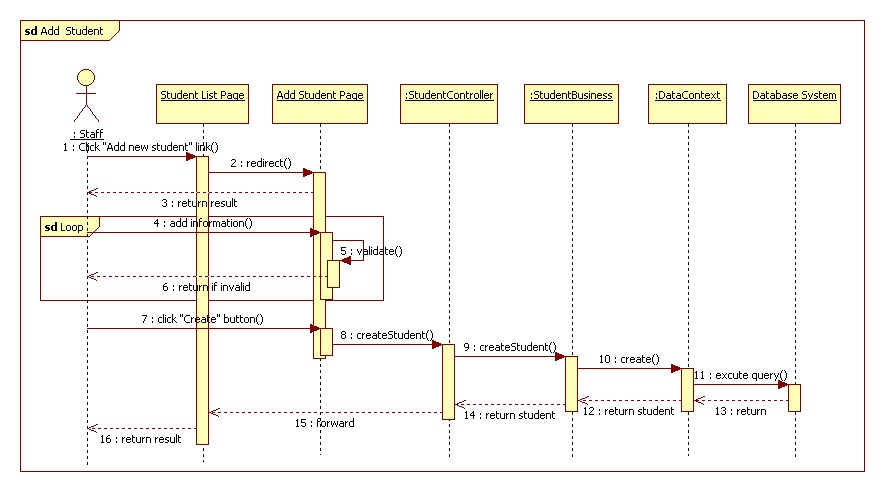 sd Add Student
Student List Page
Add Student Page
:StudentController
:StudentBusiness
:DataContext
Database System
: Staff
1 : Click "Add new student" link()
2 : redirect()
3 : return result
sd Loop
4 : add information()
5 : validate()
6 : return if invalid
7 : click "Create" button()
8 : createStudent()
9 : createStudent()
10 : create()
11 : excute query()
12 : return student
13 : return
14 : return student
15 : forward
16 : return result